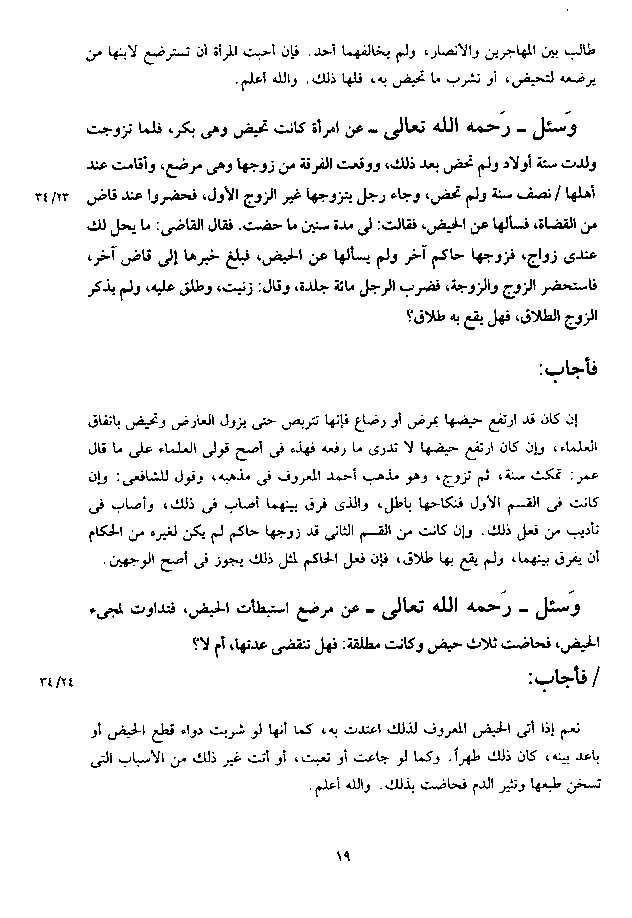 طالب بين المهاجرين والأنصار، ولم يخالفهما أحد. فإن أحبت المرأة أن تسترضع لابنها من
يرضعه لتحيض، أو تشرب ما تحيض به، فلها ذلك. والله أعلم.
وَسئل ـ رَحمه الله تعالى ـ عن امرأة كانت تحيض وهى بكر، فلما تزوجت
ولدت ستة أولاد ولم تحض بعد ذلك، ووقعت الفرقة من زوجها وهى مرضع، وأقامت عند
أهلها / نصف سنة ولم تحض، وجاء رجل يتزوجها غير الزوج الأول، فحضروا عند قاض ٣٤/٢٣
من القضاة، فسألها عن الحيض، فقالت: لى مدة سنين ما حضت. فقال القاضى: ما يحل لك
عندى زواج، فزوجها حاكم آخر ولم يسألها عن الحيض، فبلغ خبرها إلى قاض آخر،
فاستحضر الزوج والزوجة، فضرب الرجل مائة جلدة، وقال: زنيت، وطلق عليه، ولم يذكر
الزوج الطلاق، فهل يقع به طلاق؟
فأجاب:
إن كان قد ارتفع حيضها بمرض أو رضاع فإنها تتربص حتى يزول العارض وتحيض باتفاق
العلماء، وإن كان ارتفع حيضها لا تدرى ما رفعه فهذه فى أصح قولى العلماء على ما قال
عمر: تمكث سنة، ثم تزوج، وهو مذهب أحمد المعروف فى مذهبه، وقول للشافعى: وإن
كانت فى القسم الأول فنكاحها باطل، والذى فرق بينهما أصاب فى ذلك، وأصاب فى
تأديب من فعل ذلك. وإن كانت من القسم الثانى قد زوجها حاكم لم يكن لغيره من الحكام
أن يفرق بينهما، ولم يقع بها طلاق، فإن فعل الحاكم لمثل ذلك يجوز فى أصح الوجهين.
وَسئل ـ رَحمه الله تعالى ـ عن مرضع استبطأت الحيض، فتداوت لمجىء
الحيض، فحاضت ثلاث حيض وكانت مطلقة: فهل تنقضى عدتها، أم لا؟
/ فأجاب: ٣٤/٢٤
نعم إذا أتى الحيض المعروف لذلك اعتدت به، كما أنها لو شربت دواء قطع الحيض أو
باعد بينه، كان ذلك طهراً. وكما لو جاعت أو تعبت، أو أتت غير ذلك من الأسباب التى
تسخن طبعها وتثير الدم فحاضت بذلك. والله أعلم.
١٩